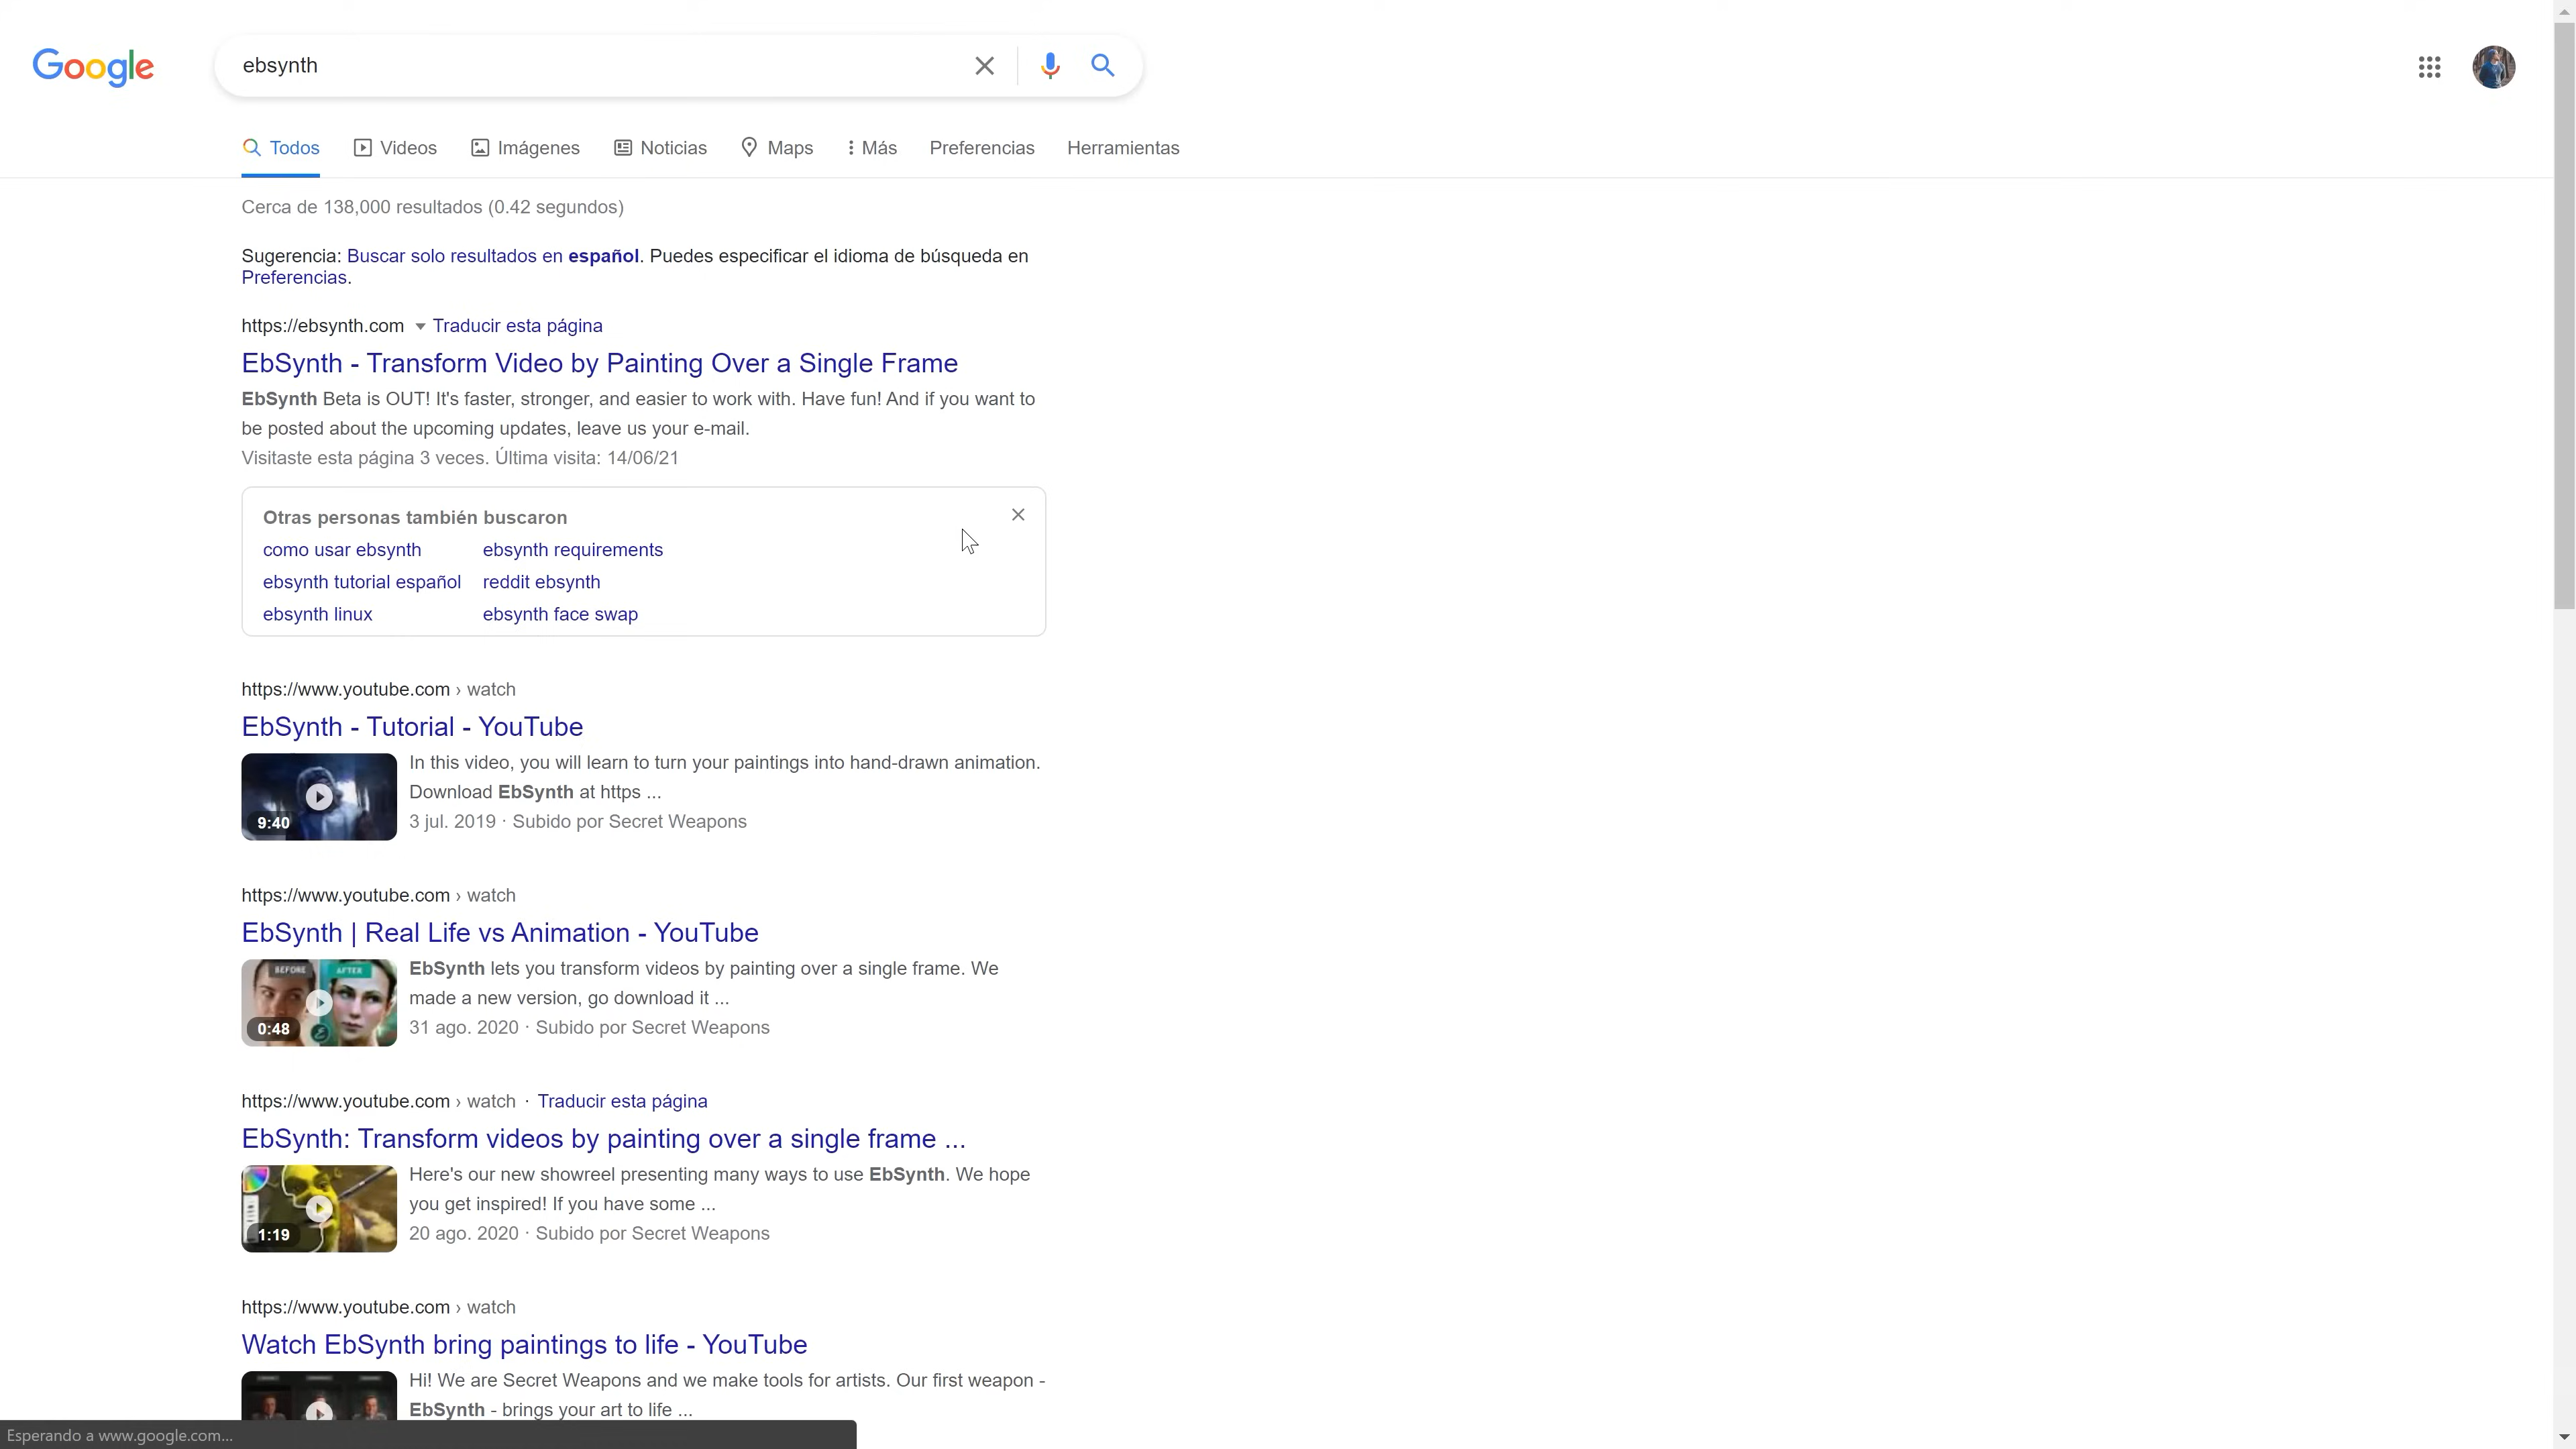 Google
ebsynth
Todos Videos Imágenes Noticias Maps Más Preferencias Herramientas
Cerca de 138,000 resultados (0.42 segundos)
Sugerencia: Buscar solo resultados en español. Puedes especificar el idioma de búsqueda en
Preferencias.
https://ebsynth.com Traducir esta página
EbSynth - Transform Video by Painting Over a Single Frame
EbSynth Beta is OUT! It's faster, stronger, and easier to work with. Have fun! And if you want to
be posted about the upcoming updates, leave us your e-mail.
Visitaste esta página 3 veces. Última visita: 14/06/21
Otras personas también buscaron
como usar ebsynth ebsynth requirements
ebsynth tutorial español reddit ebsynth
ebsynth linux ebsynth face swap
https://www.youtube.com › watch
EbSynth - Tutorial - YouTube
In this video, you will learn to turn your paintings into hand-drawn animation.
Download EbSynth at https ...
9:40
3 jul. 2019 · Subido por Secret Weapons
https://www.youtube.com › watch
EbSynth | Real Life vs Animation - YouTube
BEFORE AFTER
EbSynth lets you transform videos by painting over a single frame. We
made a new version, go download it ...
0:48
31 ago. 2020 · Subido por Secret Weapons
https://www.youtube.com › watch · Traducir esta página
EbSynth: Transform videos by painting over a single frame ...
Here's our new showreel presenting many ways to use EbSynth. We hope
you get inspired! If you have some ...
1:19
20 ago. 2020 · Subido por Secret Weapons
https://www.youtube.com › watch
Watch EbSynth bring paintings to life - YouTube
Hi! We are Secret Weapons and we make tools for artists. Our first weapon -
EbSynth - brings your art to life ...
Esperando a www.google.com...